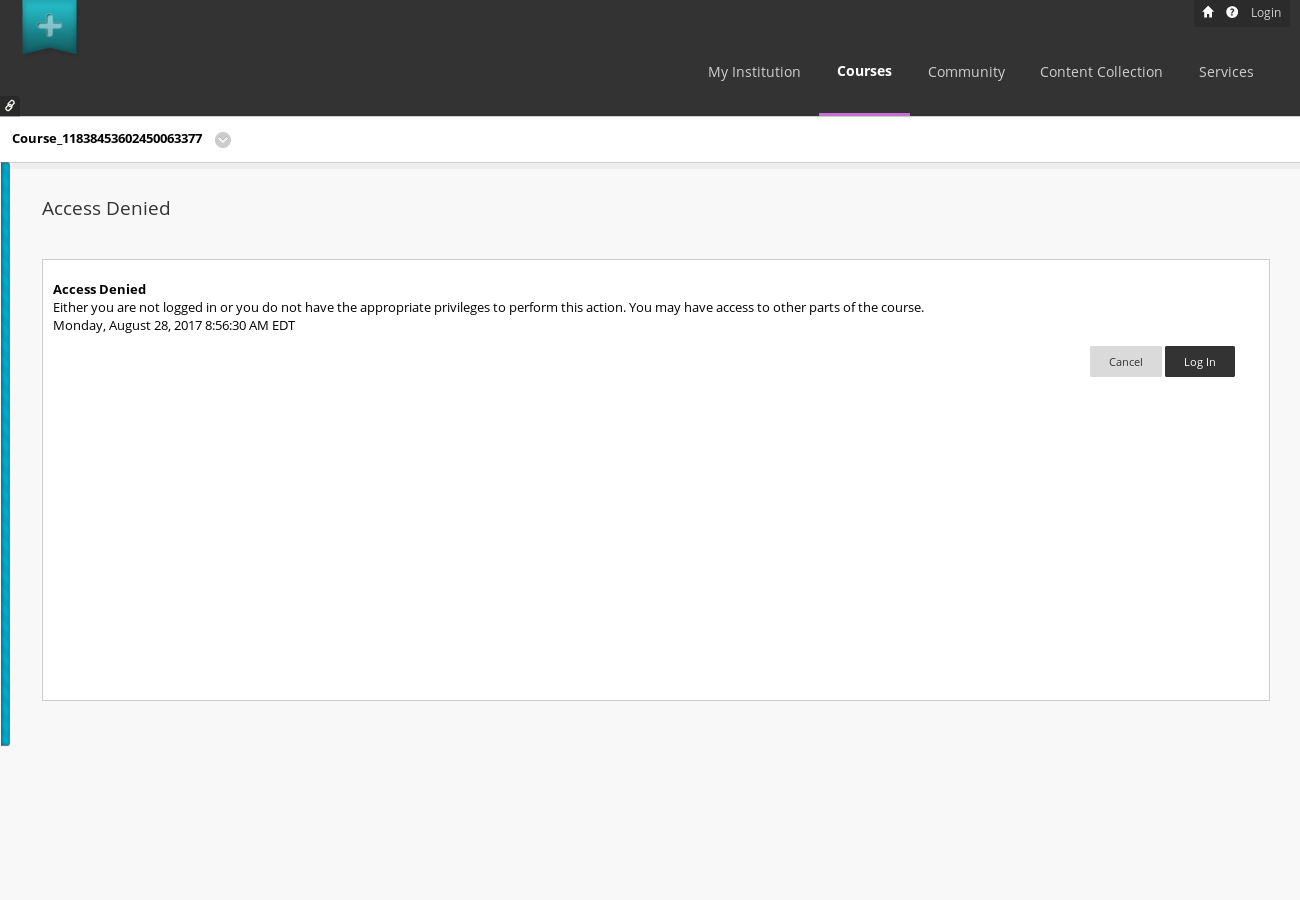 Login
My Institution
Courses
Community
Content Collection
Services
Course_11838453602450063377
Access Denied
Access Denied
Either you are not logged in or you do not have the appropriate privileges to perform this action. You may have access to other parts of the course.
Monday, August 28, 2017 8:56:30 AM EDT
Cancel
Log In